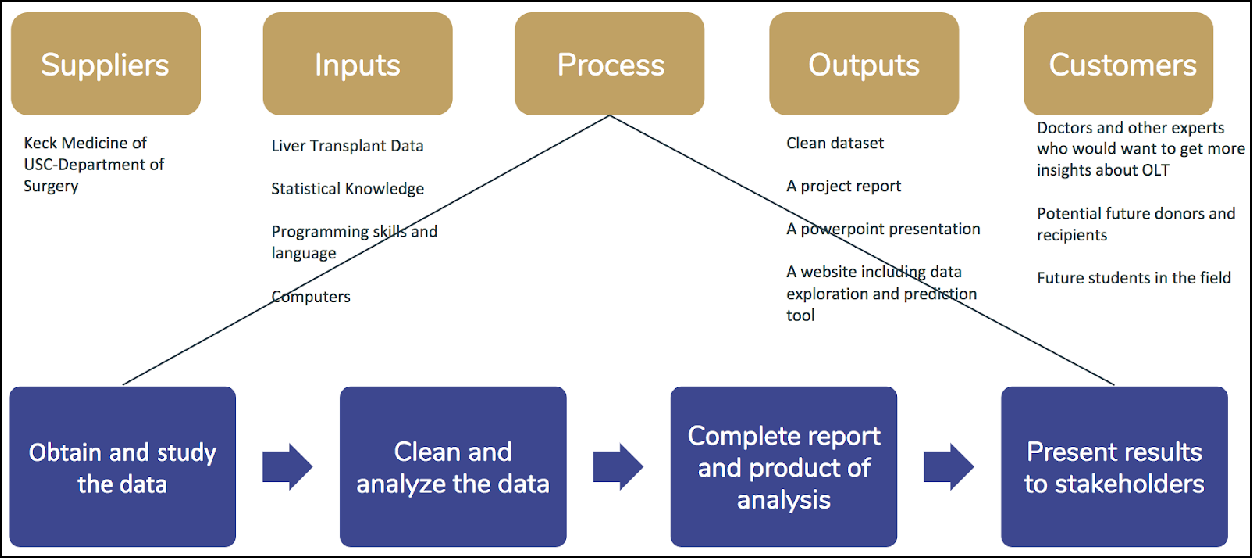 Suppliers
Inputs
Process
Outputs
Customers
Keck Medicine of
USC-Department of
Surgery
Liver Transplant Data
Statistical Knowledge
Programming skills and
language
Computers
Clean dataset
A project report
A powerpoint presentation
A website including data
exploration and prediction
tool
Doctors and other experts
who would want to get more
insights about OLT
Potential future donors and
recipients
Future students in the field
Obtain and study
the data
Clean and
analyze the data
Complete report
and product of
analysis
Present results
to stakeholders